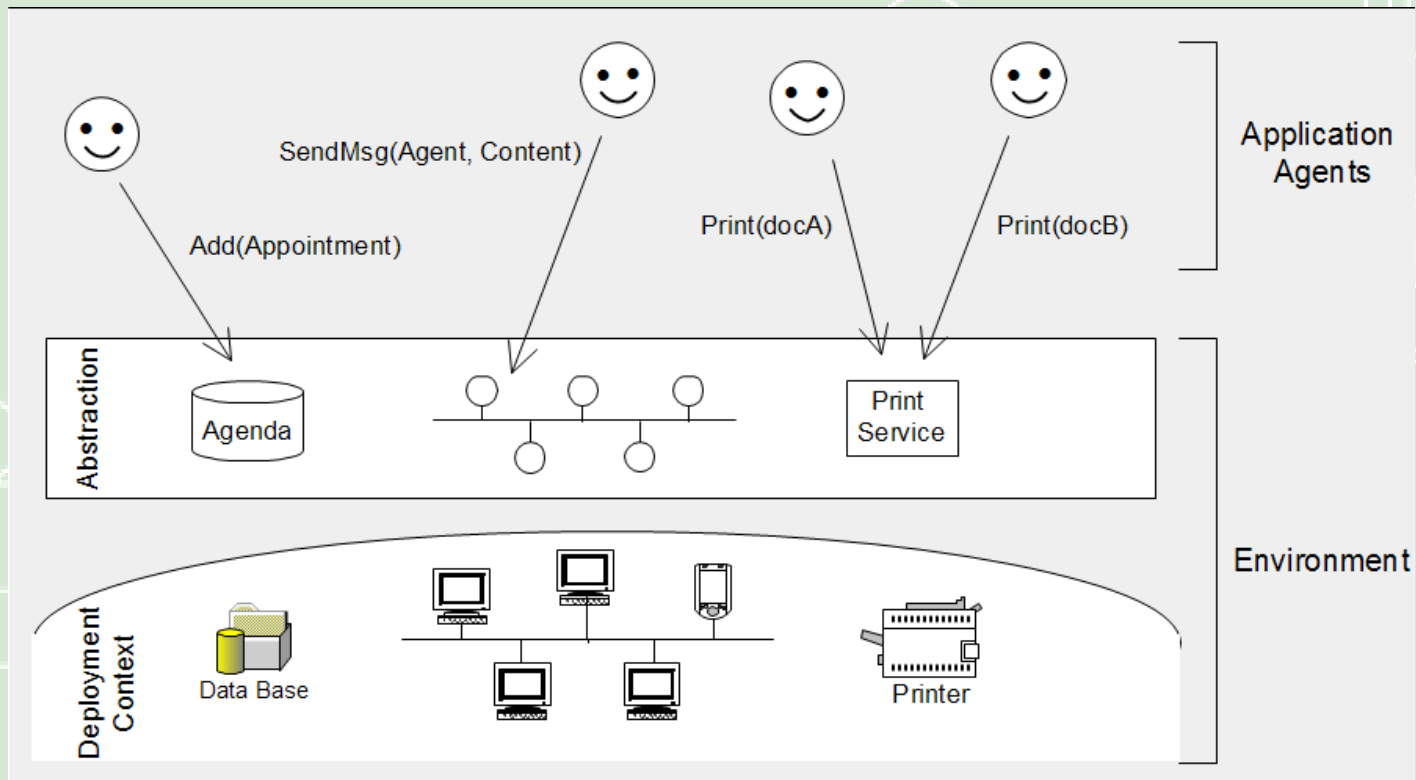 SendMsg(Agent, Content)
Add(Appointment)
Print(docA)
Print(docB)
Application
Agents
Abstraction
Agenda
Print
Service
Environment
Deployment
Context
Data Base
Printer